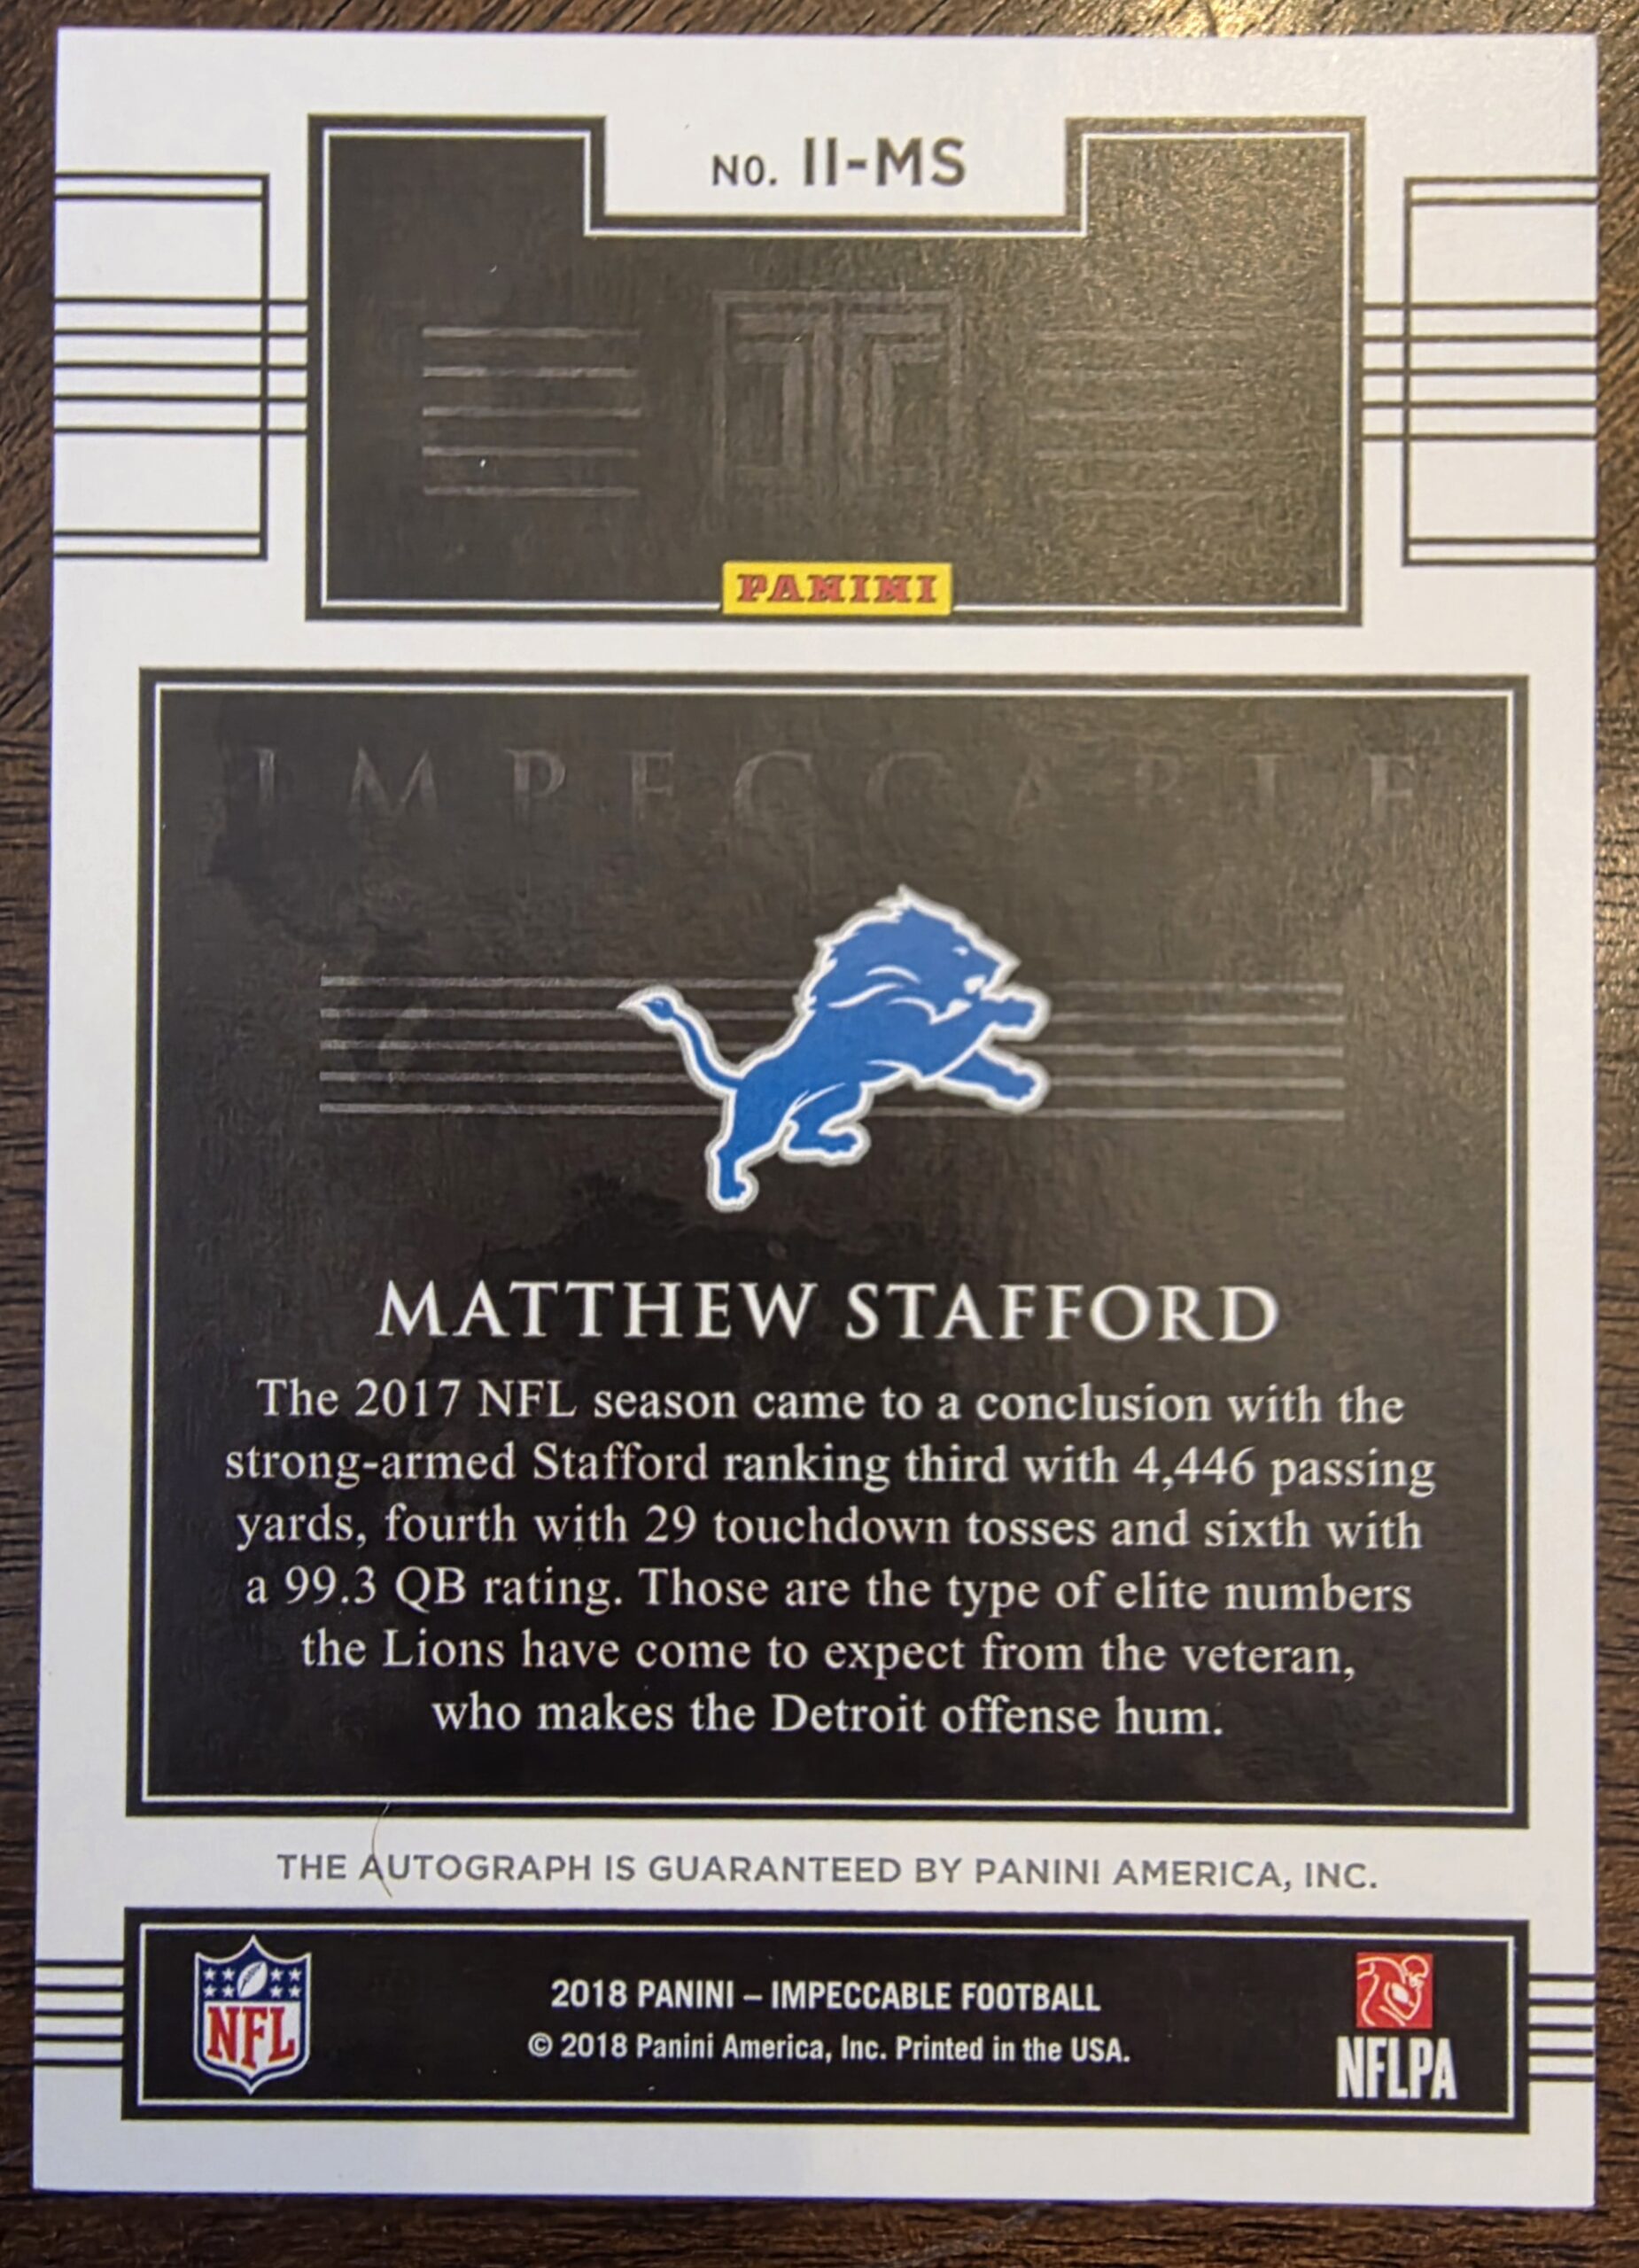 NO. II-MS
PANINI
IMPECCABLE
MATTHEW STAFFORD
The 2017 NFL season came to a conclusion with the
strong-armed Stafford ranking third with 4,446 passing
yards, fourth with 29 touchdown tosses and sixth with
a 99.3 QB rating. Those are the type of elite numbers
the Lions have come to expect from the veteran,
who makes the Detroit offense hum.
THE AUTOGRAPH IS GUARANTEED BY PANINI AMERICA, INC.
NFL
2018 PANINI – IMPECCABLE FOOTBALL
© 2018 Panini America, Inc. Printed in the USA.
NFLPA